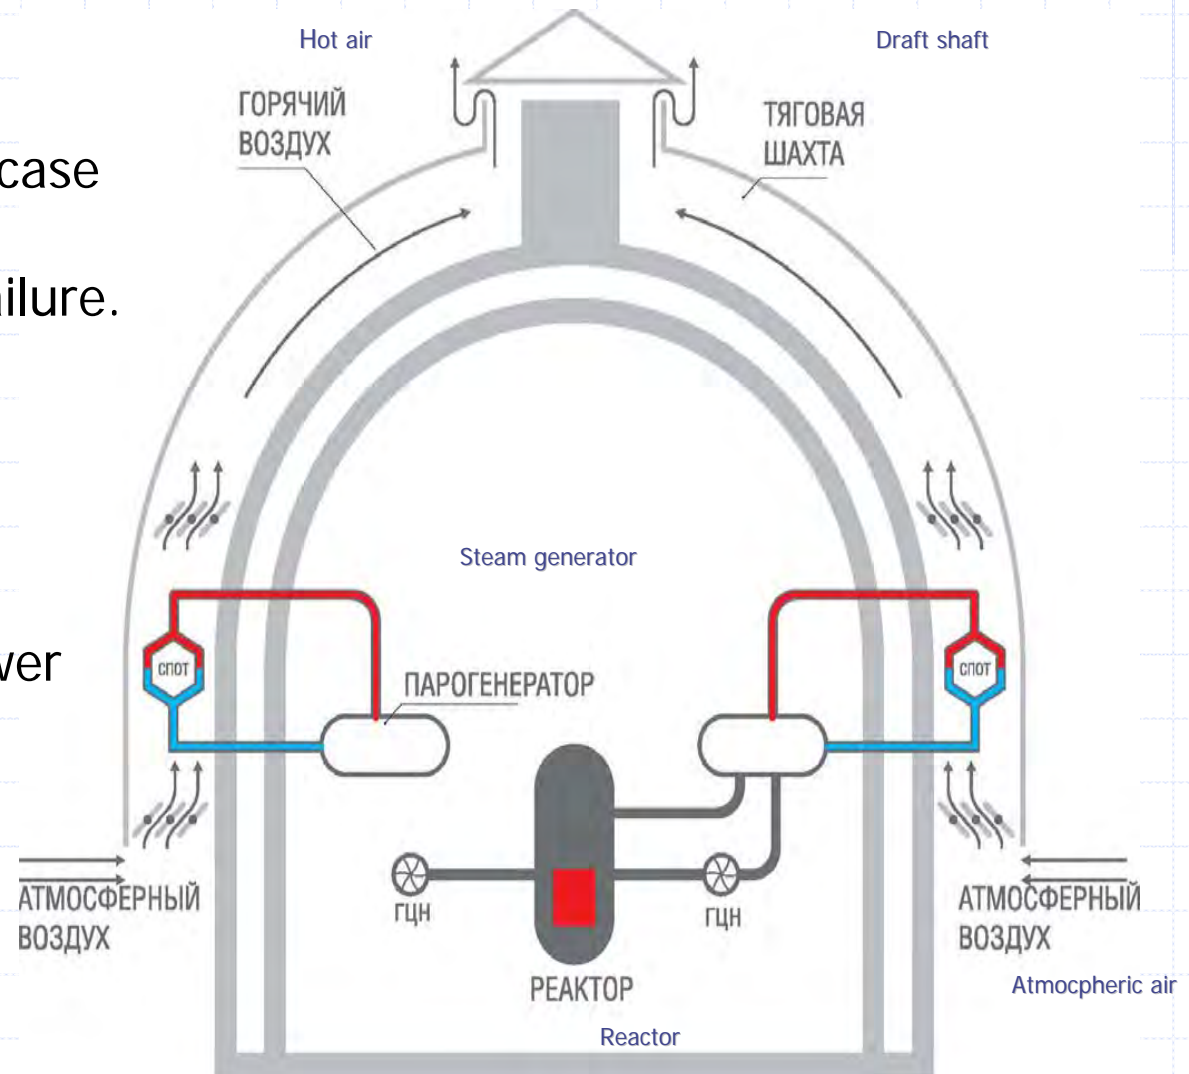 Hot air
Draft shaft
ГОРЯЧИЙ
ВОЗДУХ
ТЯГОВАЯ
ШАХТА
case
ilure.
Steam generator
wer
СПОТ
СПОТ
ПАРОГЕНЕРАТОР
ГЦН
ГЦН
АТМОСФЕРНЫЙ
ВОЗДУХ
АТМОСФЕРНЫЙ
ВОЗДУХ
РЕАКТОР
Atmocpheric air
Reactor